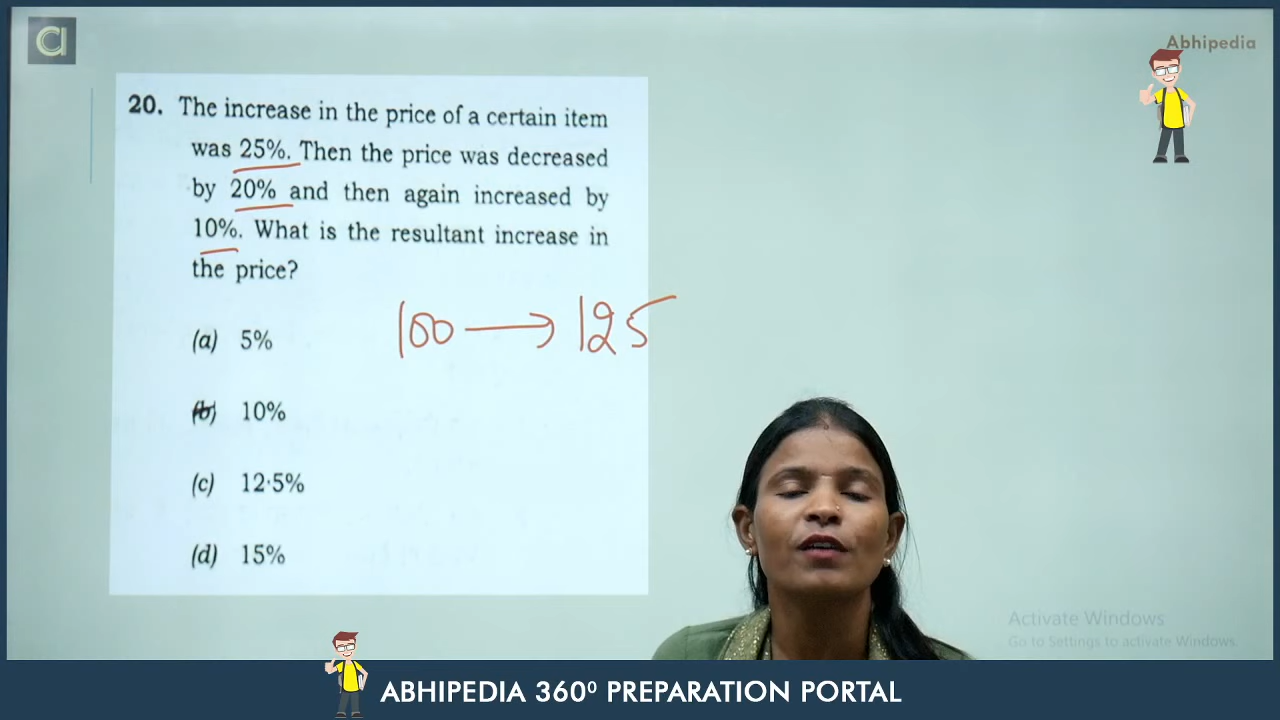 Abhipedia
20. The increase in the price of a certain item
was 25%. Then the price was decreased
by 20% and then again increased by
10%. What is the resultant increase in
the price?
100 → 125
(a) 5%
(b) 10%
(c) 12·5%
(d) 15%
Activate Windows
Go to Settings to activate Windows.
ABHIPEDIA 360⁰ PREPARATION PORTAL